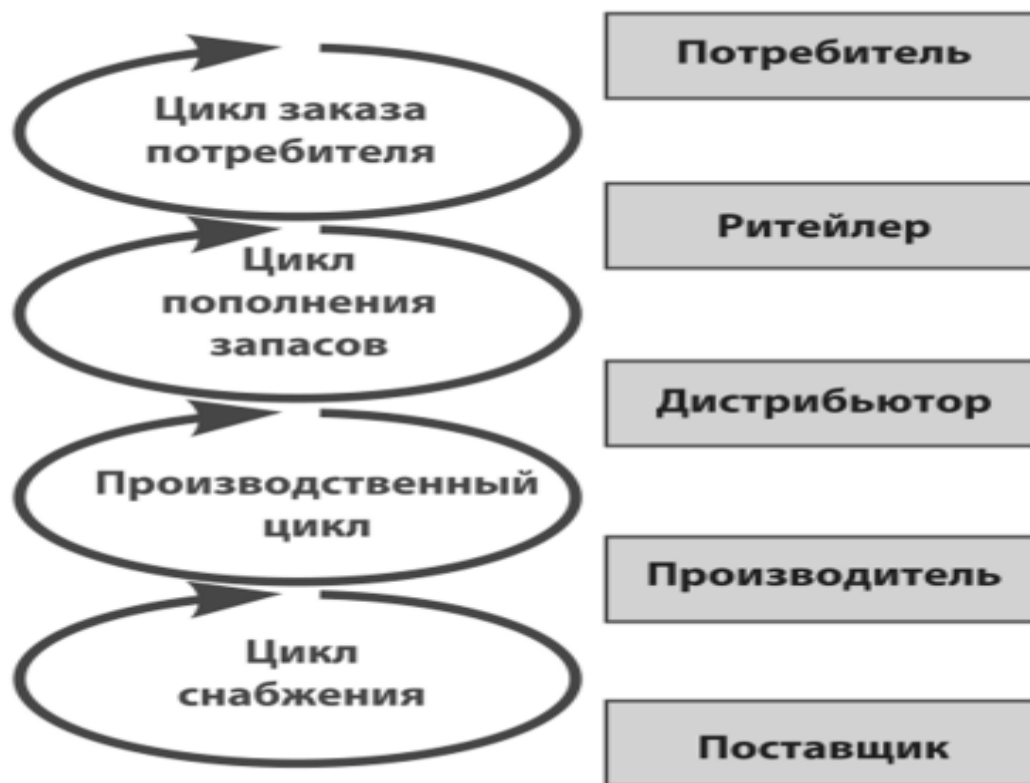 Потребитель
Цикл заказа
потребителя
Ритейлер
Цикл
пополнения
запасов
Дистрибьютор
Производственный
цикл
Производитель
Цикл
снабжения
Поставщик